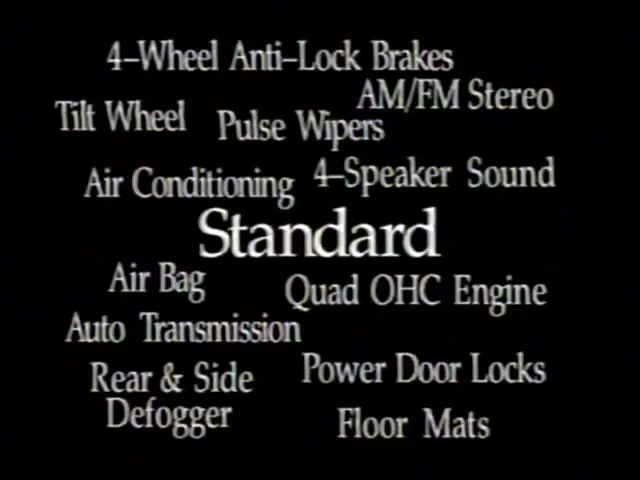 4–Wheel Anti–Lock Brakes
AM/FM Stereo
Tilt Wheel
Pulse Wipers
Air Conditioning
4–Speaker Sound
Standard
Air Bag
Quad OHC Engine
Auto Transmission
Rear & Side
Defogger
Power Door Locks
Floor Mats